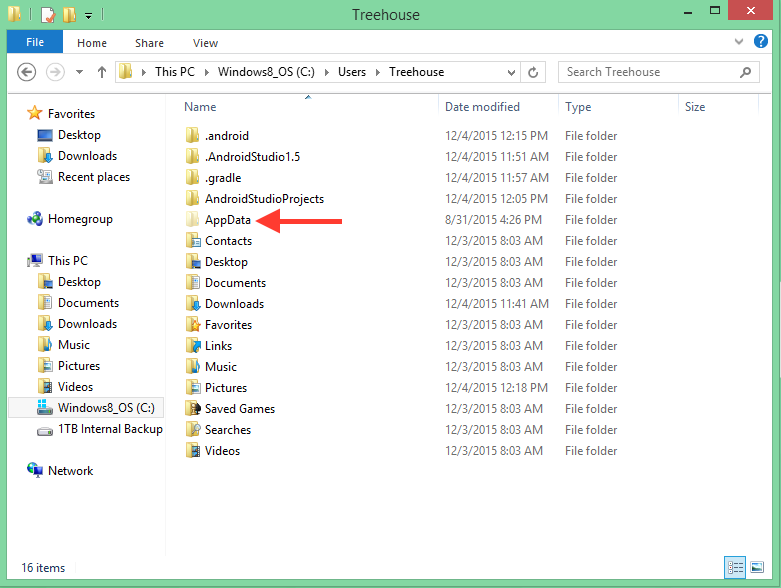 Treehouse
File Home Share View
This PC Windows8_OS (C:) Users Treehouse Search Treehouse
Favorites
Desktop
Downloads
Recent places
Homegroup
This PC
Desktop
Documents
Downloads
Music
Pictures
Videos
Windows8_OS (C:)
1TB Internal Backup
Network
Name Date modified Type Size
.android 12/4/2015 12:15 PM File folder
.AndroidStudio1.5 12/4/2015 11:51 AM File folder
.gradle 12/4/2015 11:57 AM File folder
AndroidStudioProjects 12/4/2015 12:05 PM File folder
AppData 8/31/2015 4:26 PM File folder
Contacts 12/3/2015 8:03 AM File folder
Desktop 12/3/2015 8:03 AM File folder
Documents 12/3/2015 8:03 AM File folder
Downloads 12/4/2015 11:41 AM File folder
Favorites 12/3/2015 8:03 AM File folder
Links 12/3/2015 8:03 AM File folder
Music 12/3/2015 8:03 AM File folder
Pictures 12/4/2015 12:18 PM File folder
Saved Games 12/3/2015 8:03 AM File folder
Searches 12/3/2015 8:03 AM File folder
Videos 12/3/2015 8:03 AM File folder
16 items